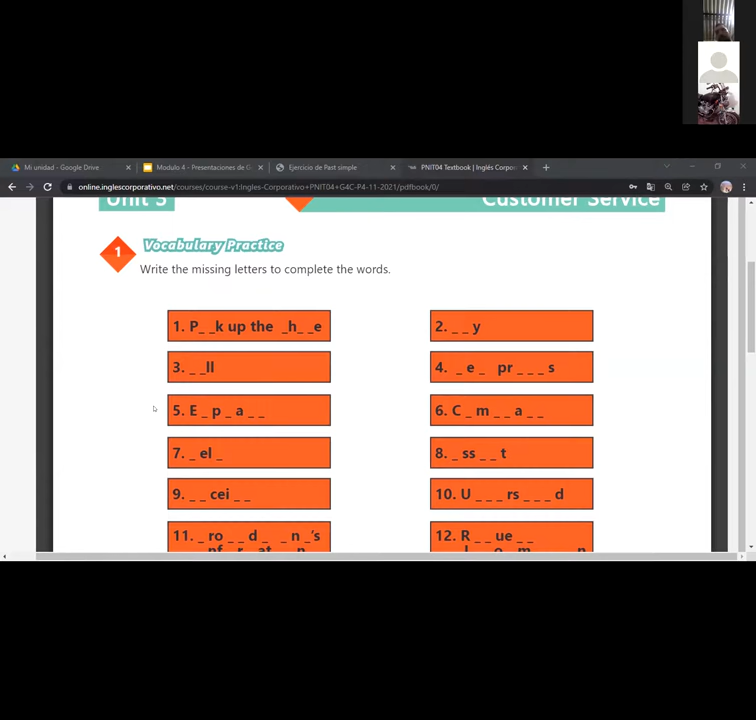 Mi unidad - Google Drive
Modulo 4 - Presentaciones de G
Ejercicio de Past simple
PNIT04 Textbook | Inglés Corpor
online.inglescorporativo.net/courses/course-v1:Ingles-Corporativo+PNIT04+G4C-P4-11-2021/pdfbook/0/
Unit 5 Customer Service
1 Vocabulary Practice
Write the missing letters to complete the words.
1. P_ _k up the _h_ _e
2. _ _ y
3. _ _ll
4. _ e _ pr _ _ _ s
5. E _ p _ a _ _
6. C _ m _ _ a _ _
7. _ el _
8. _ ss _ _ t
9. _ _ cei _ _
10. U _ _ _ rs _ _ _ d
11. _ ro _ _ d _ _ n _'s
12. R _ _ ue _ _